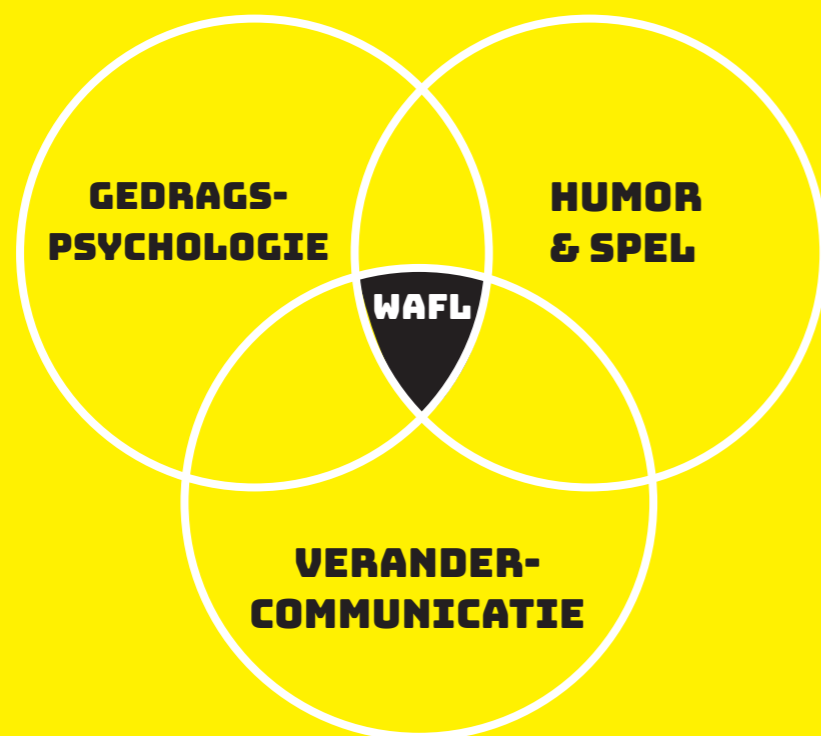 GEDRAGS-
PSYCHOLOGIE
HUMOR
& SPEL
WAFL
VERANDER-
COMMUNICATIE